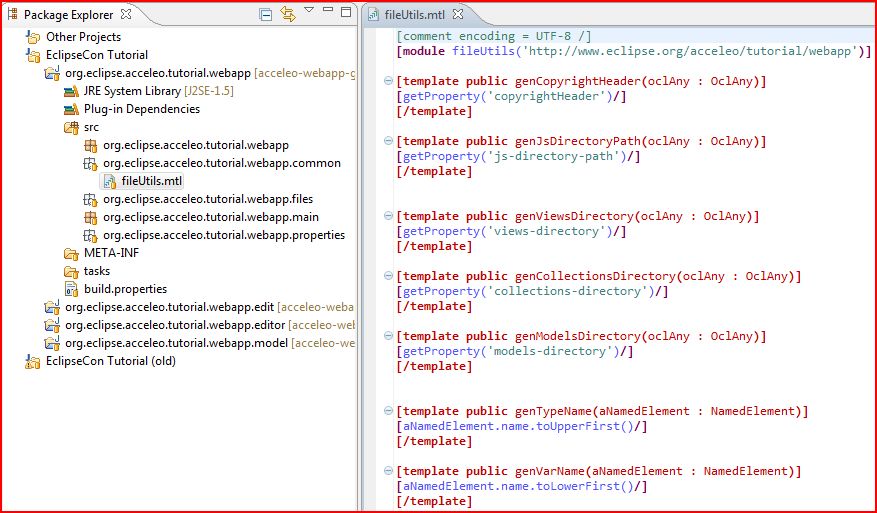 Package Explorer
Other Projects
EclipseCon Tutorial
org.eclipse.acceleo.tutorial.webapp [acceleo-webapp-g
JRE System Library [J2SE-1.5]
Plug-in Dependencies
src
org.eclipse.acceleo.tutorial.webapp
org.eclipse.acceleo.tutorial.webapp.common
fileUtils.mtl
org.eclipse.acceleo.tutorial.webapp.files
org.eclipse.acceleo.tutorial.webapp.main
org.eclipse.acceleo.tutorial.webapp.properties
META-INF
tasks
build.properties
org.eclipse.acceleo.tutorial.webapp.edit [acceleo-weba
org.eclipse.acceleo.tutorial.webapp.editor [acceleo-we
org.eclipse.acceleo.tutorial.webapp.model [acceleo-we
EclipseCon Tutorial (old)
fileUtils.mtl
[comment encoding = UTF-8 /]
[module fileUtils('http://www.eclipse.org/acceleo/tutorial/webapp')]
[template public genCopyrightHeader(oclAny : OclAny)]
[getProperty('copyrightHeader')/]
[/template]
[template public genJsDirectoryPath(oclAny : OclAny)]
[getProperty('js-directory-path')/]
[/template]
[template public genViewsDirectory(oclAny : OclAny)]
[getProperty('views-directory')/]
[/template]
[template public genCollectionsDirectory(oclAny : OclAny)]
[getProperty('collections-directory')/]
[/template]
[template public genModelsDirectory(oclAny : OclAny)]
[getProperty('models-directory')/]
[/template]
[template public genTypeName(aNamedElement : NamedElement)]
[aNamedElement.name.toUpperFirst()/]
[/template]
[template public genVarName(aNamedElement : NamedElement)]
[aNamedElement.name.toLowerFirst()/]
[/template]